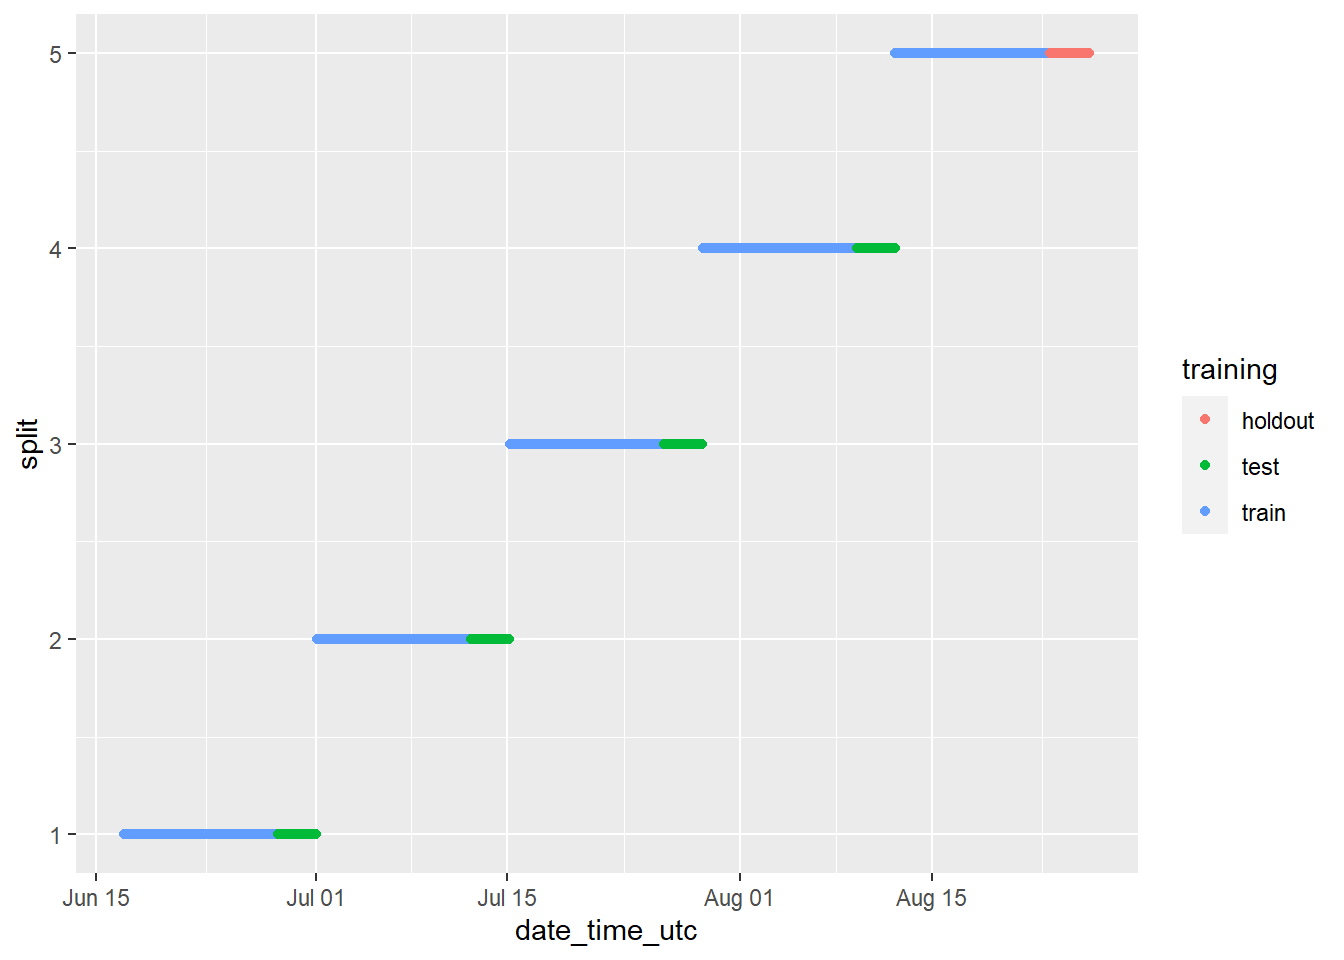 5
4
3
2
1
split
Jun 15
Jul 01
Jul 15
Aug 01
Aug 15
date_time_utc
training
holdout
test
train